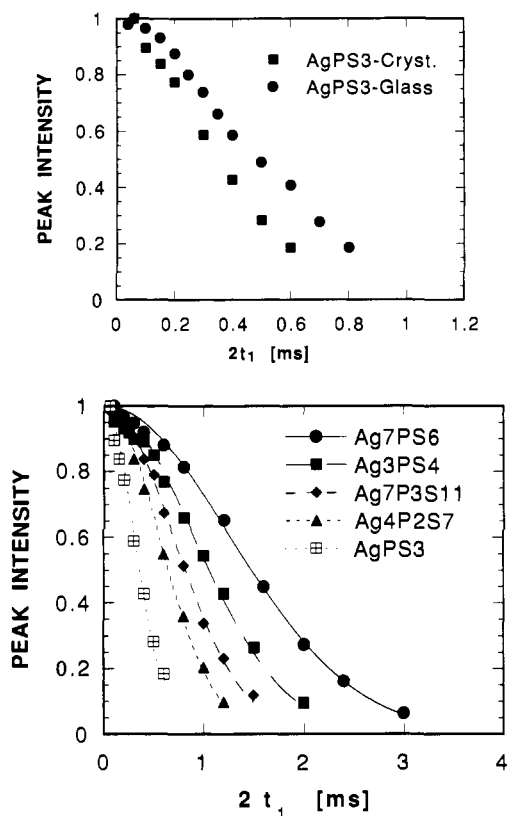 1
0.8
0.6
0.4
0.2
0
PEAK INTENSITY
AgPS3-Cryst.
AgPS3-Glass
0 0.2 0.4 0.6 0.8 1 1.2
2t₁ [ms]
1
0.8
0.6
0.4
0.2
0
PEAK INTENSITY
Ag7PS6
Ag3PS4
Ag7P3S11
Ag4P2S7
AgPS3
0 1 2 3 4
2 t₁ [ms]